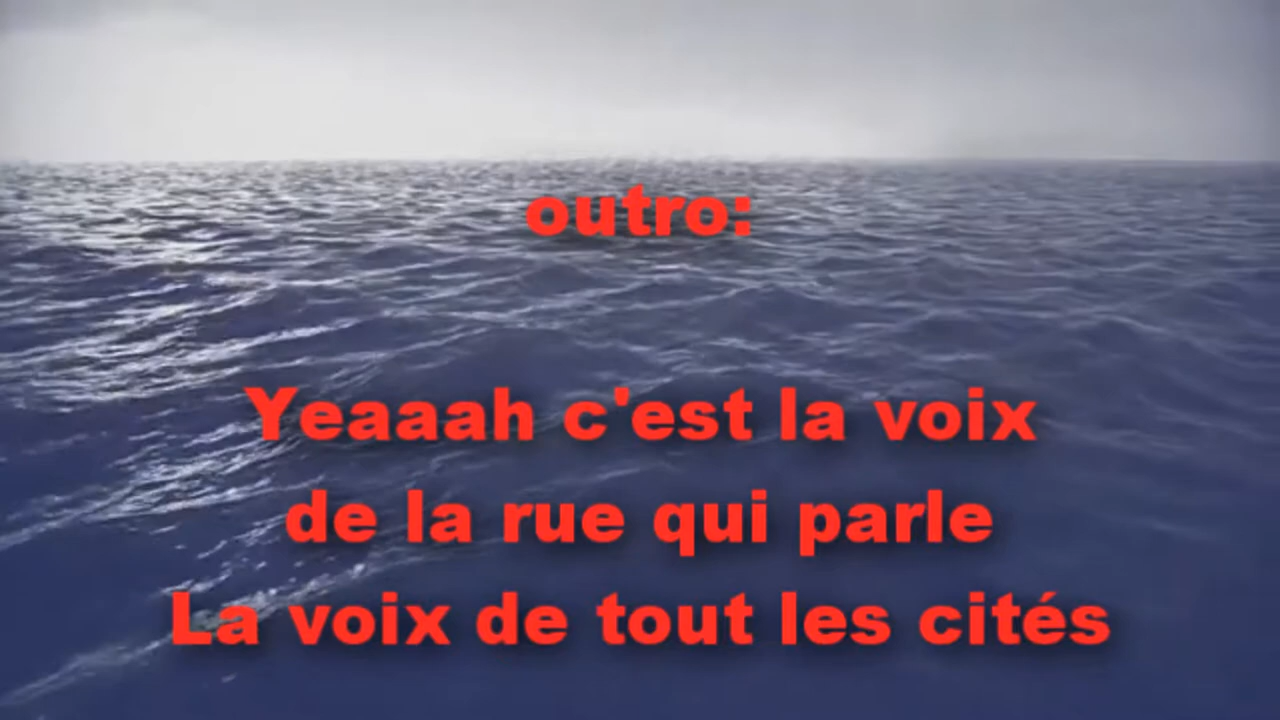 outro:
Yeaaah c'est la voix
de la rue qui parle
La voix de tout les cités